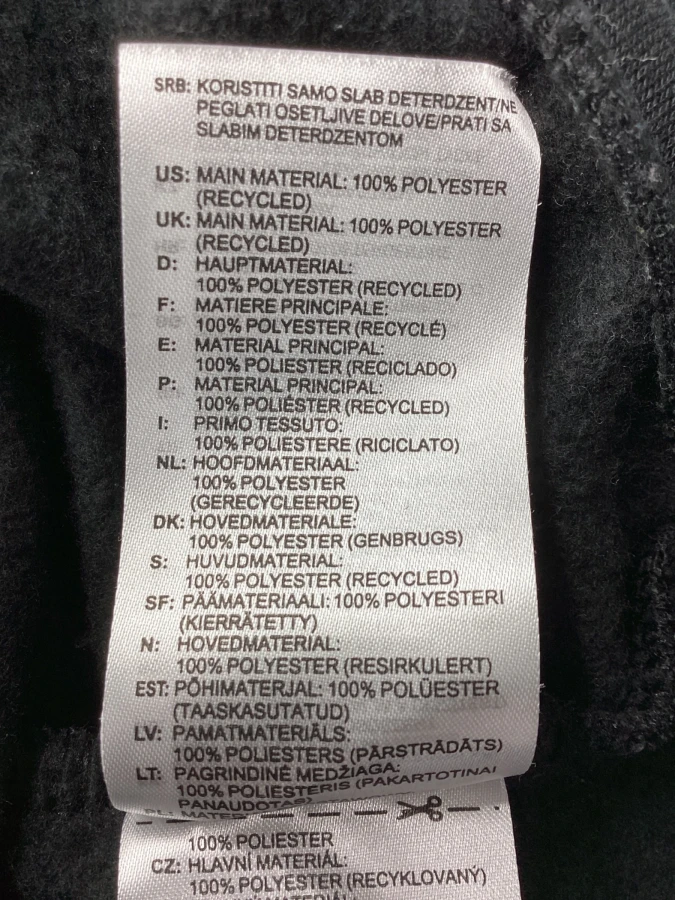 SRB: KORISTITI SAMO SLAB DETERDZENT/NE
PEGLATI OSETLJIVE DELOVE/PRATI SA
SLABIM DETERDZENTOM
US: MAIN MATERIAL: 100% POLYESTER
(RECYCLED)
UK: MAIN MATERIAL: 100% POLYESTER
(RECYCLED)
D: HAUPTMATERIAL:
100% POLYESTER (RECYCLED)
F: MATIERE PRINCIPALE:
100% POLYESTER (RECYCLÉ)
E: MATERIAL PRINCIPAL:
100% POLIESTER (RECICLADO)
P: MATERIAL PRINCIPAL:
100% POLIÉSTER (RECYCLED)
I: PRIMO TESSUTO:
100% POLIESTERE (RICICLATO)
NL: HOOFDMATERIAAL:
100% POLYESTER
(GERECYCLEERDE)
DK: HOVEDMATERIALE:
100% POLYESTER (GENBRUGS)
S: HUVUDMATERIAL:
100% POLYESTER (RECYCLED)
SF: PÄÄMATERIAALI: 100% POLYESTERI
(KIERRÄTETTY)
N: HOVEDMATERIAL:
100% POLYESTER (RESIRKULERT)
EST: PÕHIMATERJAL: 100% POLÜESTER
(TAASKASUTATUD)
LV: PAMATMATERIĀLS:
100% POLIESTERS (PĀRSTRĀDĀTS)
LT: PAGRINDINĖ MEDŽIAGA:
100% POLIESTERIS (PAKARTOTINAI
PANAUDOTAS)
100% POLIESTER
CZ: HLAVNÍ MATERIÁL:
100% POLYESTER (RECYKLOVANÝ)